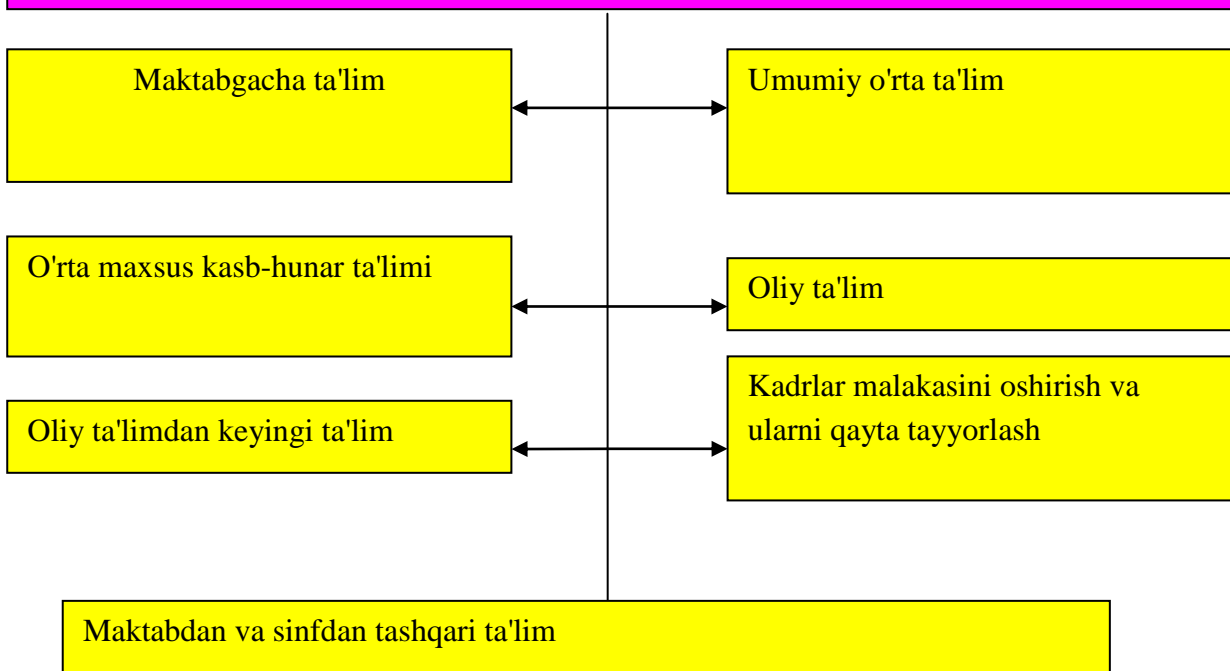 Maktabgacha ta'lim
Umumiy o'rta ta'lim
O'rta maxsus kasb-hunar ta'limi
Oliy ta'lim
Oliy ta'limdan keyingi ta'lim
Kadrlar malakasini oshirish va
ularni qayta tayyorlash
Maktabdan va sinfdan tashqari ta'lim